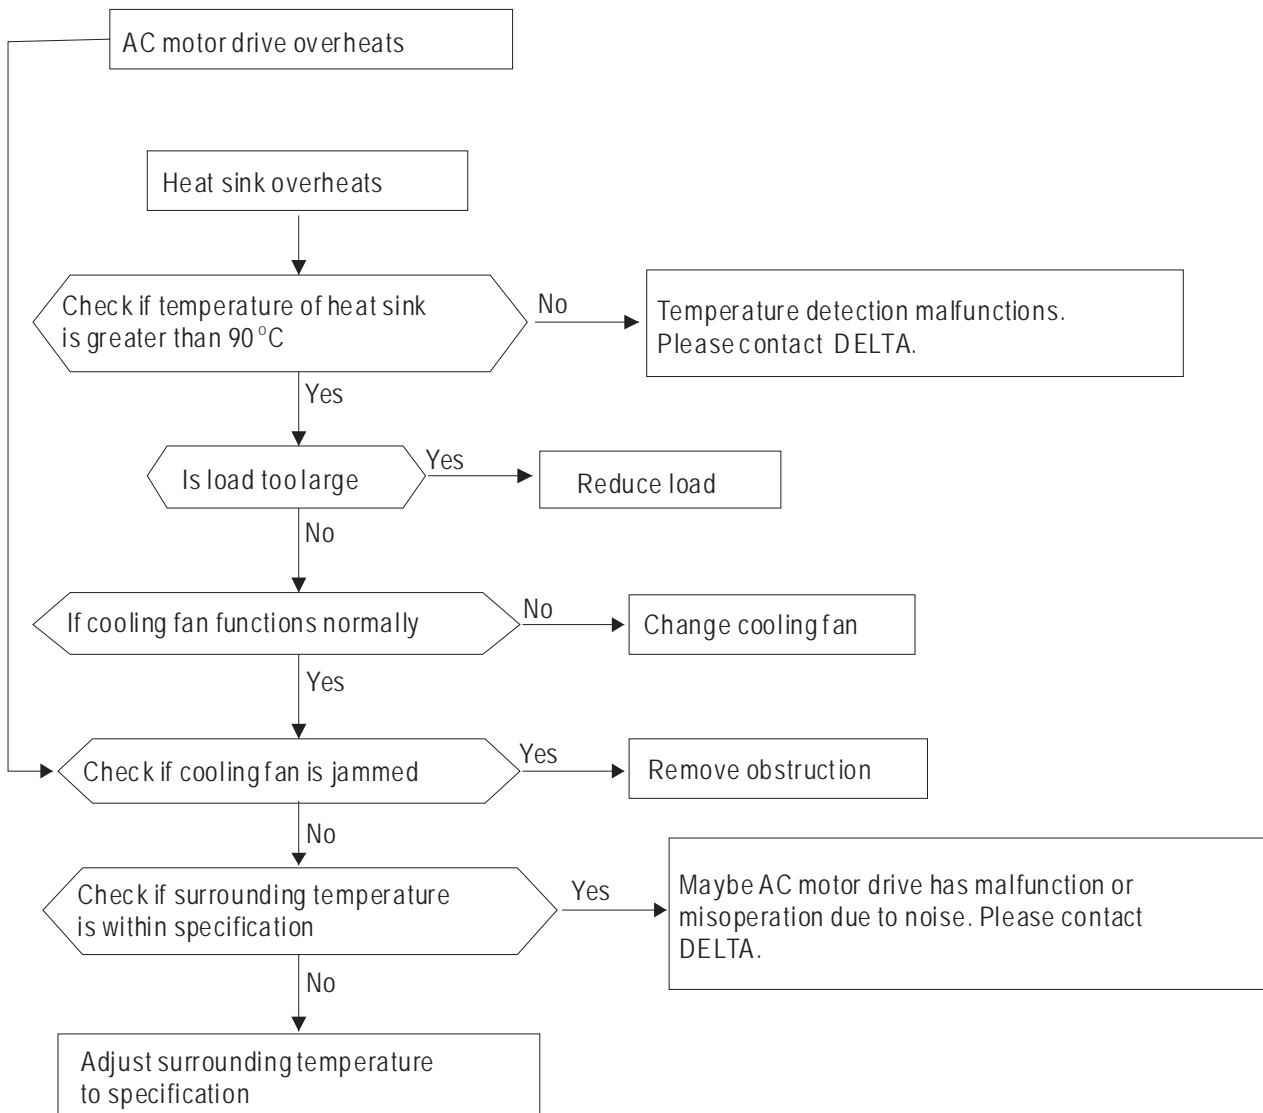 AC motor drive overheats
Heat sink overheats
Check if temperature of heat sink
is greater than 90°C
No
Temperature detection malfunctions.
Please contact DELTA.
Yes
Is load too large
Yes
Reduce load
No
If cooling fan functions normally
No
Change cooling fan
Yes
Check if cooling fan is jammed
Yes
Remove obstruction
No
Check if surrounding temperature
is within specification
Yes
Maybe AC motor drive has malfunction or
misoperation due to noise. Please contact
DELTA.
No
Adjust surrounding temperature
to specification